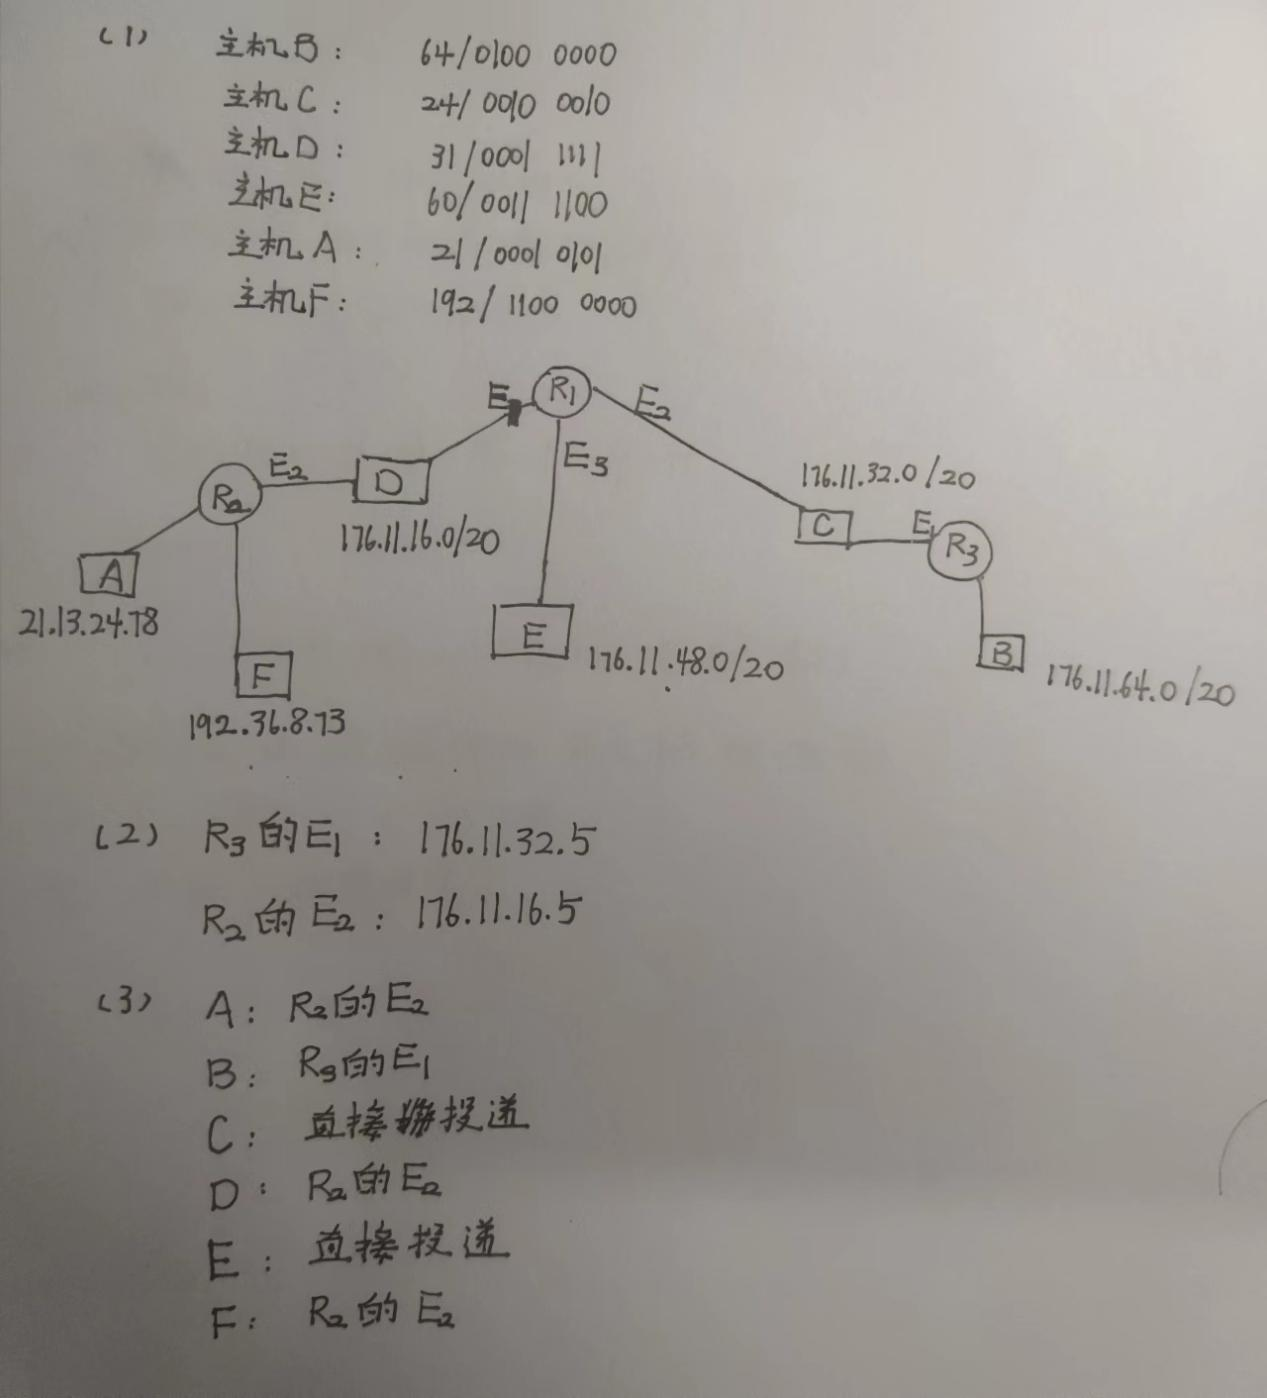 (1) 主机B: 64/0100 0000
主机C: 24/0010 0010
主机D: 31/0001 1111
主机E: 60/0011 1100
主机A: 21/0001 0101
主机F: 192/1100 0000
R1
E2
E3
E2
R2
D
176.11.16.0/20
176.11.32.0/20
C
E1
R3
A
21.13.24.78
E
176.11.48.0/20
B
176.11.64.0/20
F
192.36.8.73
(2) R3的E1: 176.11.32.5
R2的E2: 176.11.16.5
(3) A: R2的E2
B: R3的E1
C: 直接投递
D: R2的E2
E: 直接投递
F: R2的E2